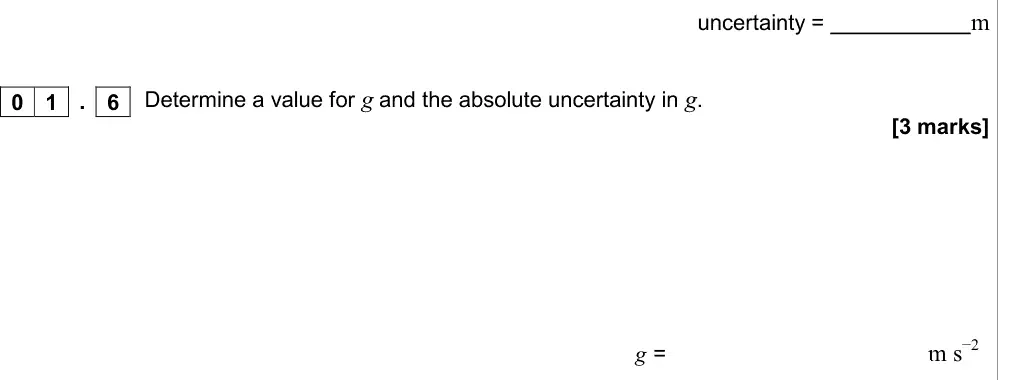 uncertainty = ____________m
0 1 . 6 Determine a value for g and the absolute uncertainty in g.
[3 marks]
g = m s⁻²